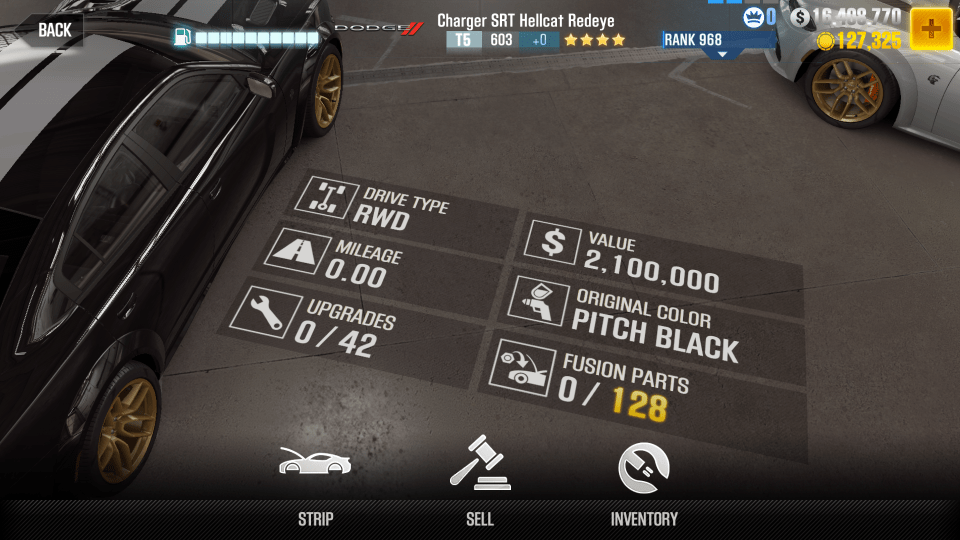 BACK
DODGE
Charger SRT Hellcat Redeye
T5 603 +0
RANK 968
0
$ 16,498,770
127,325
DRIVE TYPE
RWD
MILEAGE
0.00
UPGRADES
0 / 42
$ VALUE
2,100,000
ORIGINAL COLOR
PITCH BLACK
FUSION PARTS
0 / 128
STRIP
SELL
INVENTORY